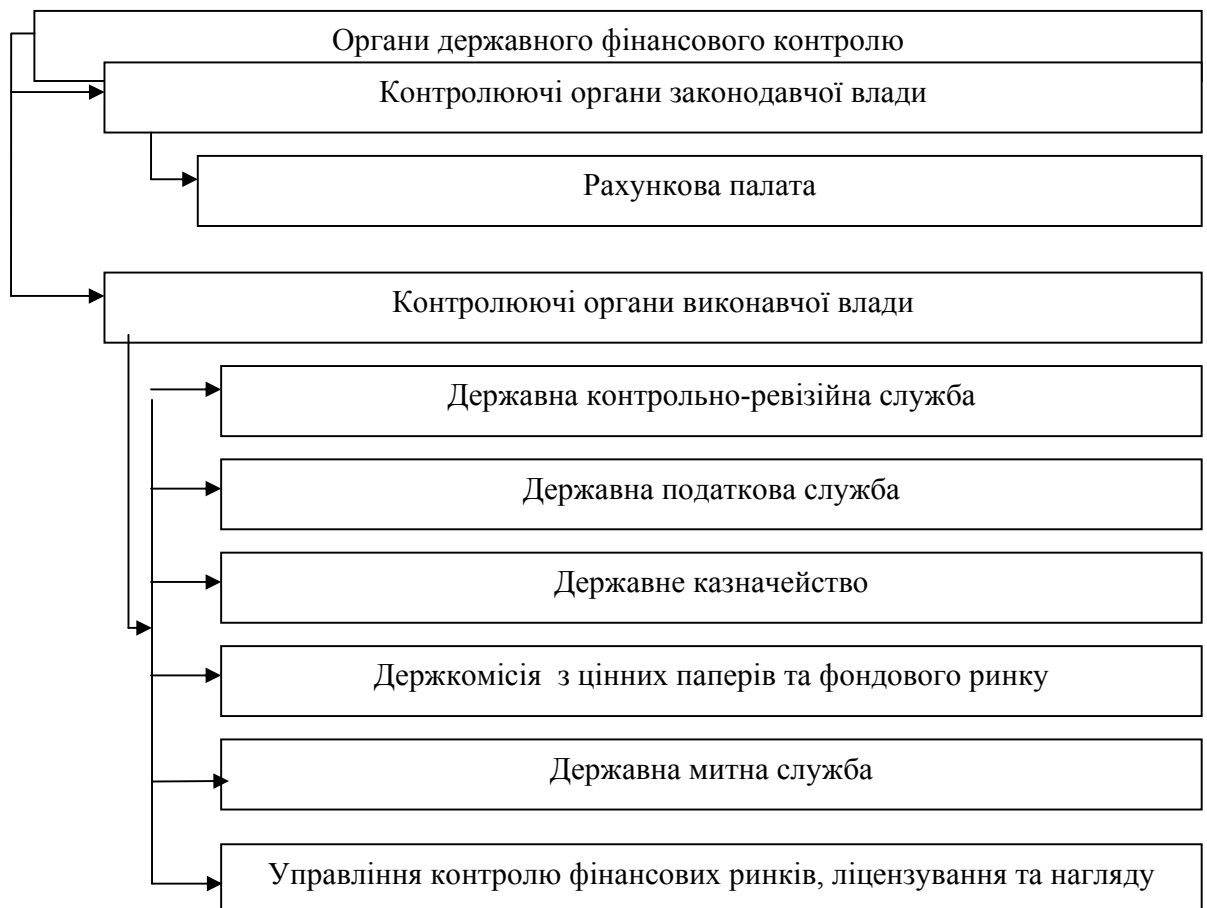 Органи державного фінансового контролю
Контролюючі органи законодавчої влади
Рахункова палата
Контролюючі органи виконавчої влади
Державна контрольно-ревізійна служба
Державна податкова служба
Державне казначейство
Держкомісія з цінних паперів та фондового ринку
Державна митна служба
Управління контролю фінансових ринків, ліцензування та нагляду